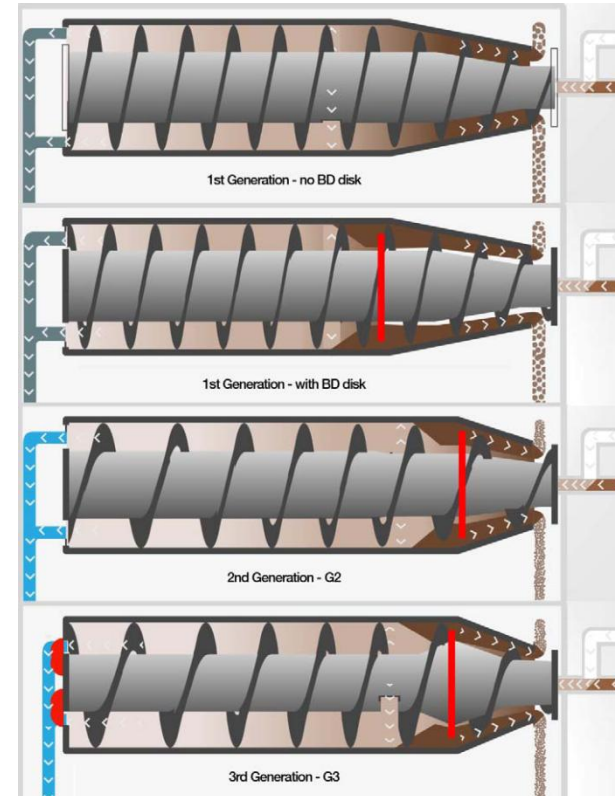 1st Generation - no BD disk
1st Generation - with BD disk
2nd Generation - G2
3rd Generation - G3